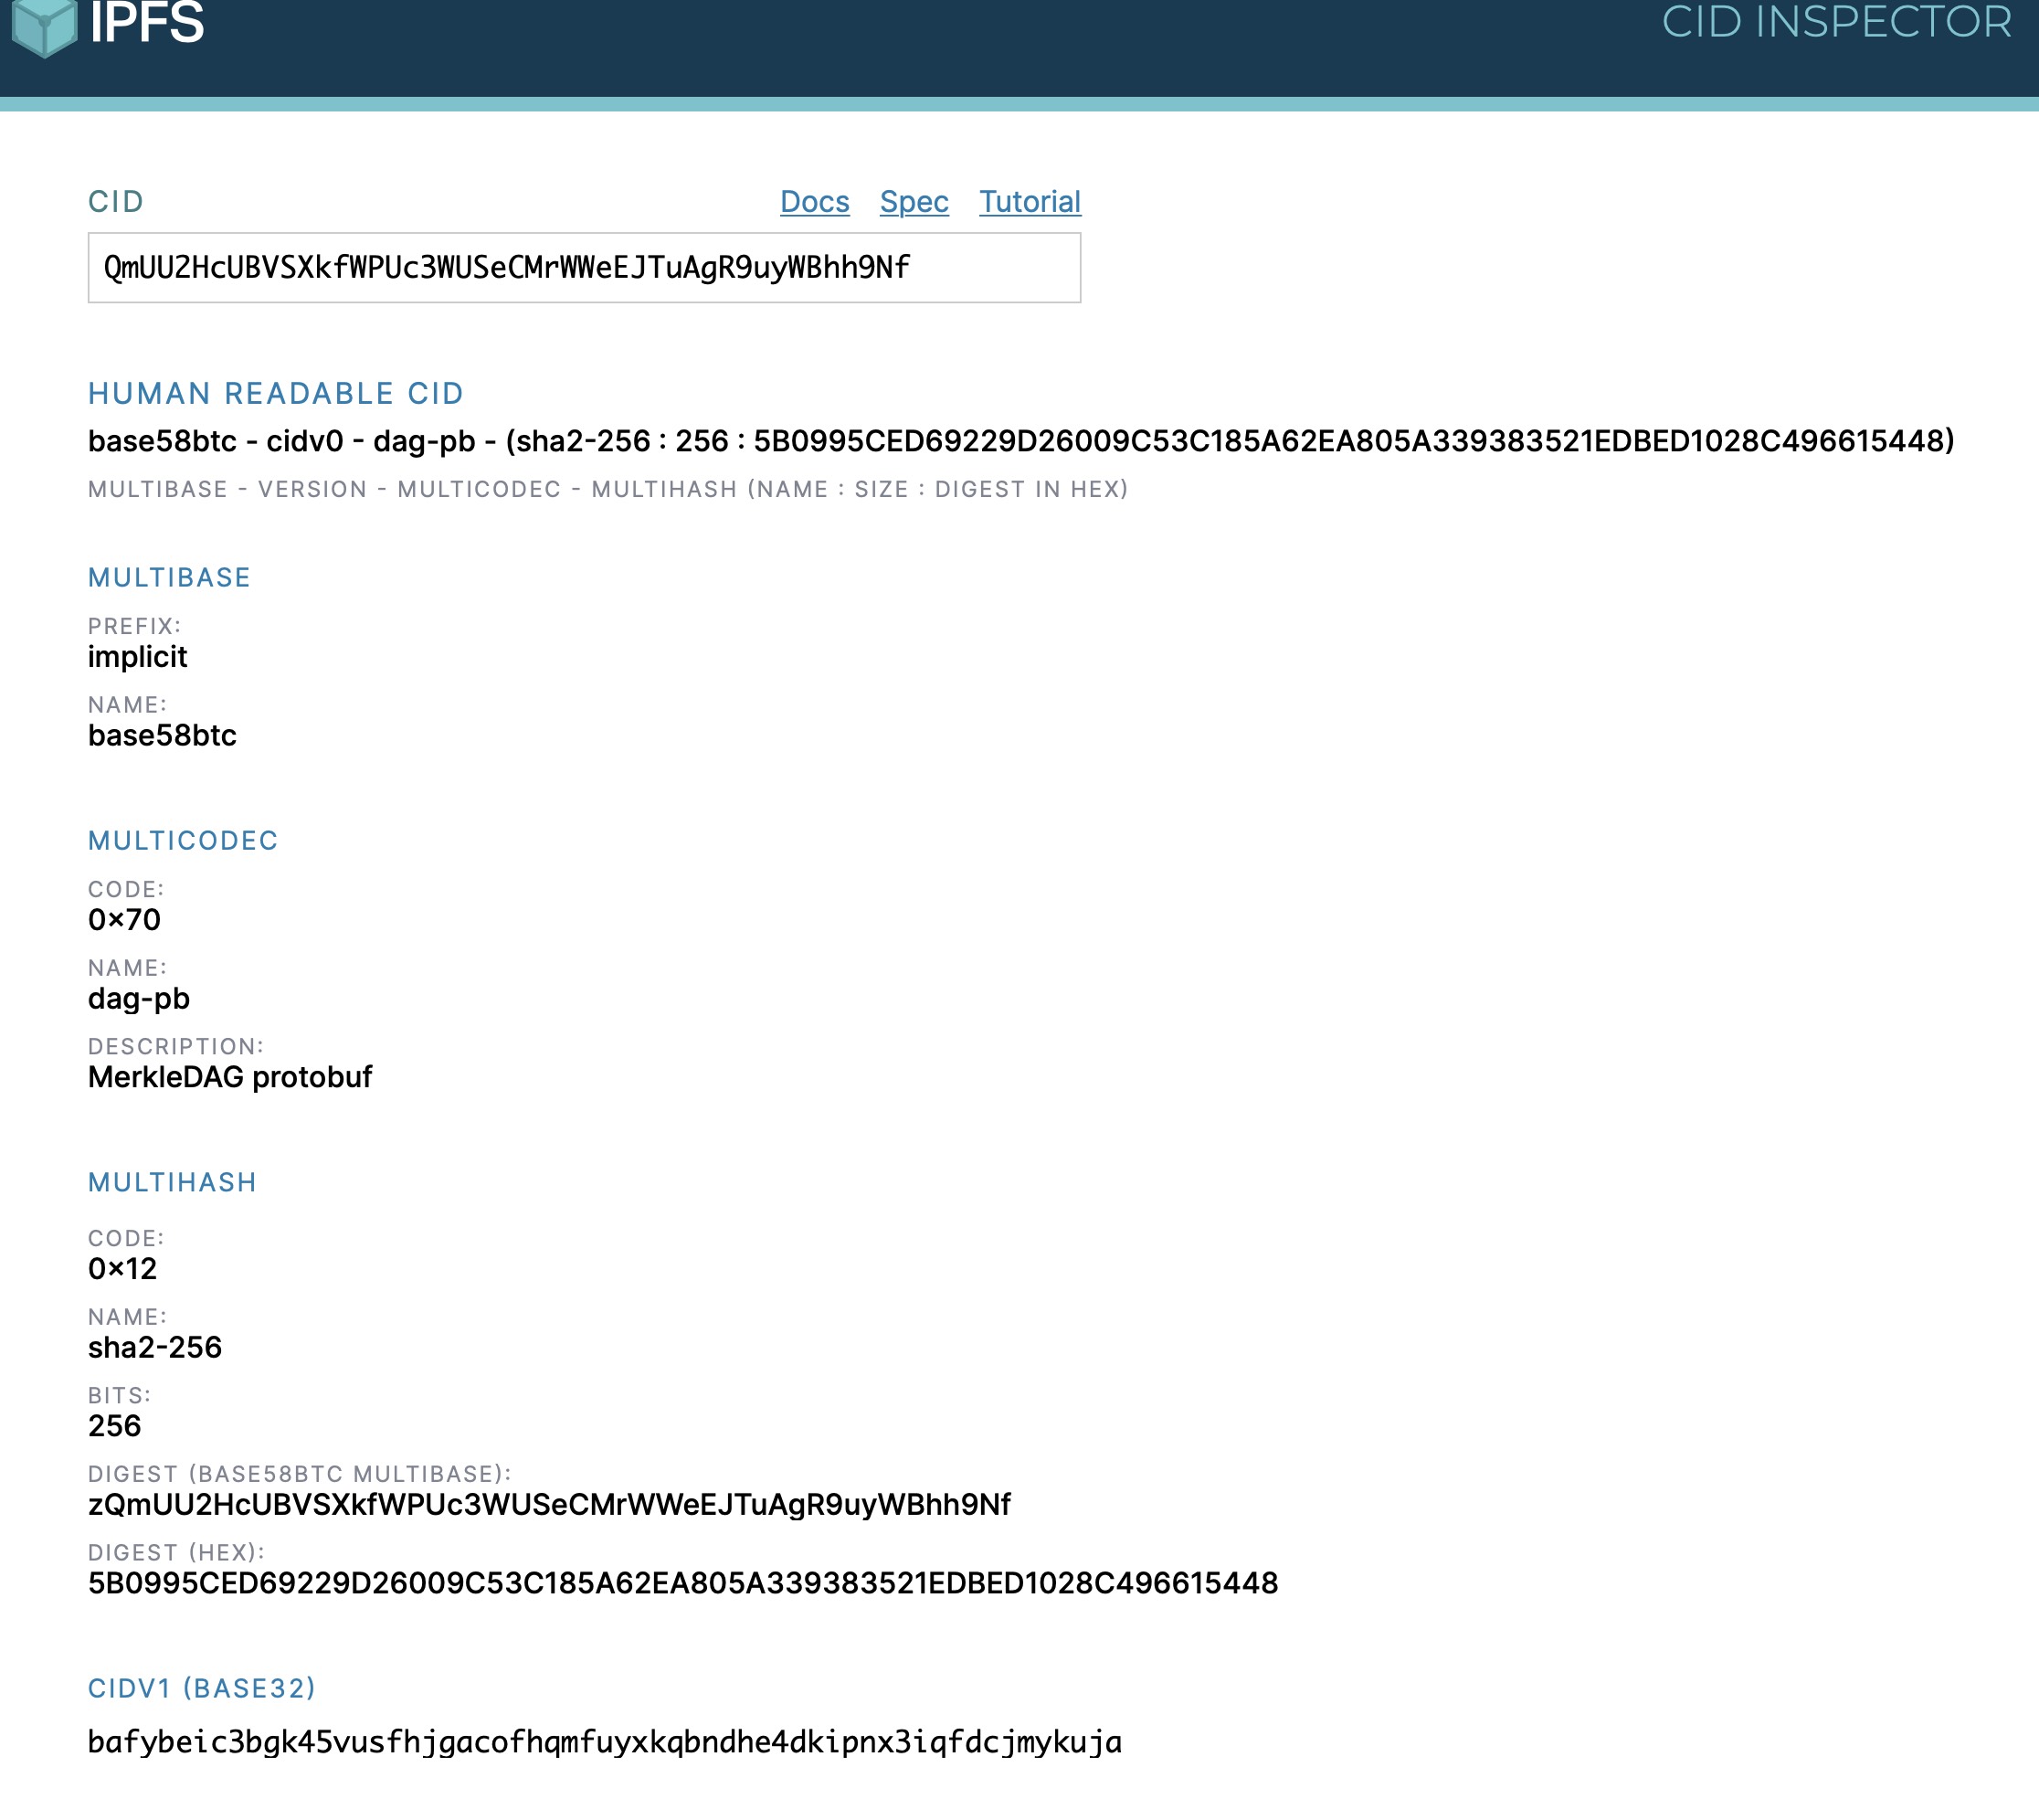 IPFS
CID INSPECTOR
CID
Docs Spec Tutorial
QmUU2HcUBVSXkfWPUc3WUSeCMrWWeEJTuAgR9uyWBhh9Nf
HUMAN READABLE CID
base58btc - cidv0 - dag-pb - (sha2-256 : 256 : 5B0995CED69229D26009C53C185A62EA805A339383521EDBED1028C496615448)
MULTIBASE - VERSION - MULTICODEC - MULTIHASH (NAME : SIZE : DIGEST IN HEX)
MULTIBASE
PREFIX:
implicit
NAME:
base58btc
MULTICODEC
CODE:
0×70
NAME:
dag-pb
DESCRIPTION:
MerkleDAG protobuf
MULTIHASH
CODE:
0×12
NAME:
sha2-256
BITS:
256
DIGEST (BASE58BTC MULTIBASE):
zQmUU2HcUBVSXkfWPUc3WUSeCMrWWeEJTuAgR9uyWBhh9Nf
DIGEST (HEX):
5B0995CED69229D26009C53C185A62EA805A339383521EDBED1028C496615448
CIDV1 (BASE32)
bafybeic3bgk45vusfhjgacofhqmfuyxkqbndhe4dkipnx3iqfdcjmykuja